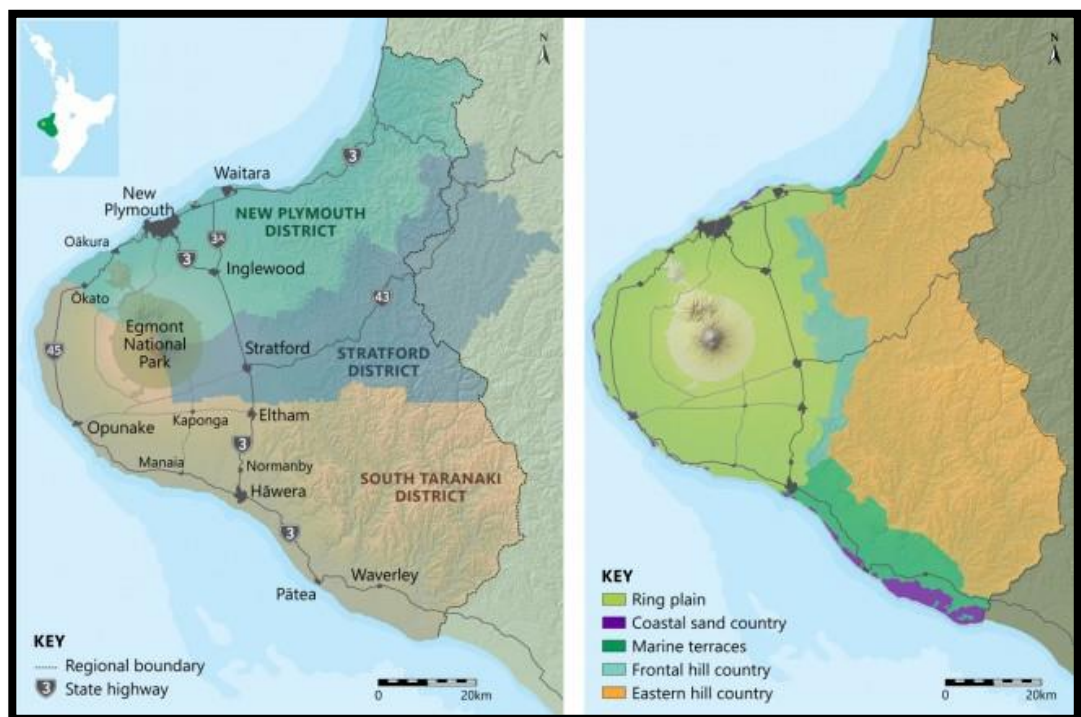 N
3
Waitara
New
Plymouth
NEW PLYMOUTH
DISTRICT
3A
Oākura
3
Inglewood
Ōkato
43
Egmont
National
Park
45
Stratford
STRATFORD
DISTRICT
Kaponga
Eltham
Opunake
3
Manaia
Normanby
SOUTH TARANAKI
DISTRICT
Hāwera
3
Waverley
Pātea
KEY
Regional boundary
3 State highway
0 20km
N
KEY
Ring plain
Coastal sand country
Marine terraces
Frontal hill country
Eastern hill country
0 20km